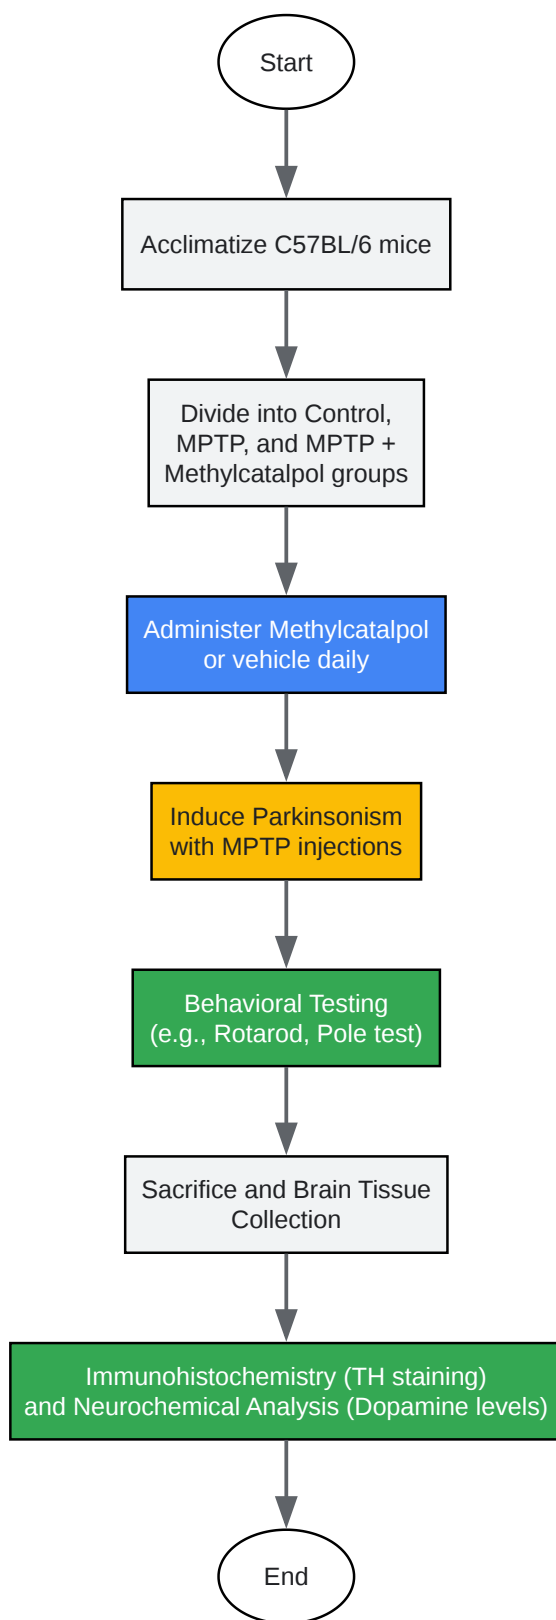 Start
Acclimatize C57BL/6 mice
Divide into Control,
MPTP, and MPTP +
Methylcatalpol groups
Administer Methylcatalpol
or vehicle daily
Induce Parkinsonism
with MPTP injections
Behavioral Testing
(e.g., Rotarod, Pole test)
Sacrifice and Brain Tissue
Collection
Immunohistochemistry (TH staining)
and Neurochemical Analysis (Dopamine levels)
End